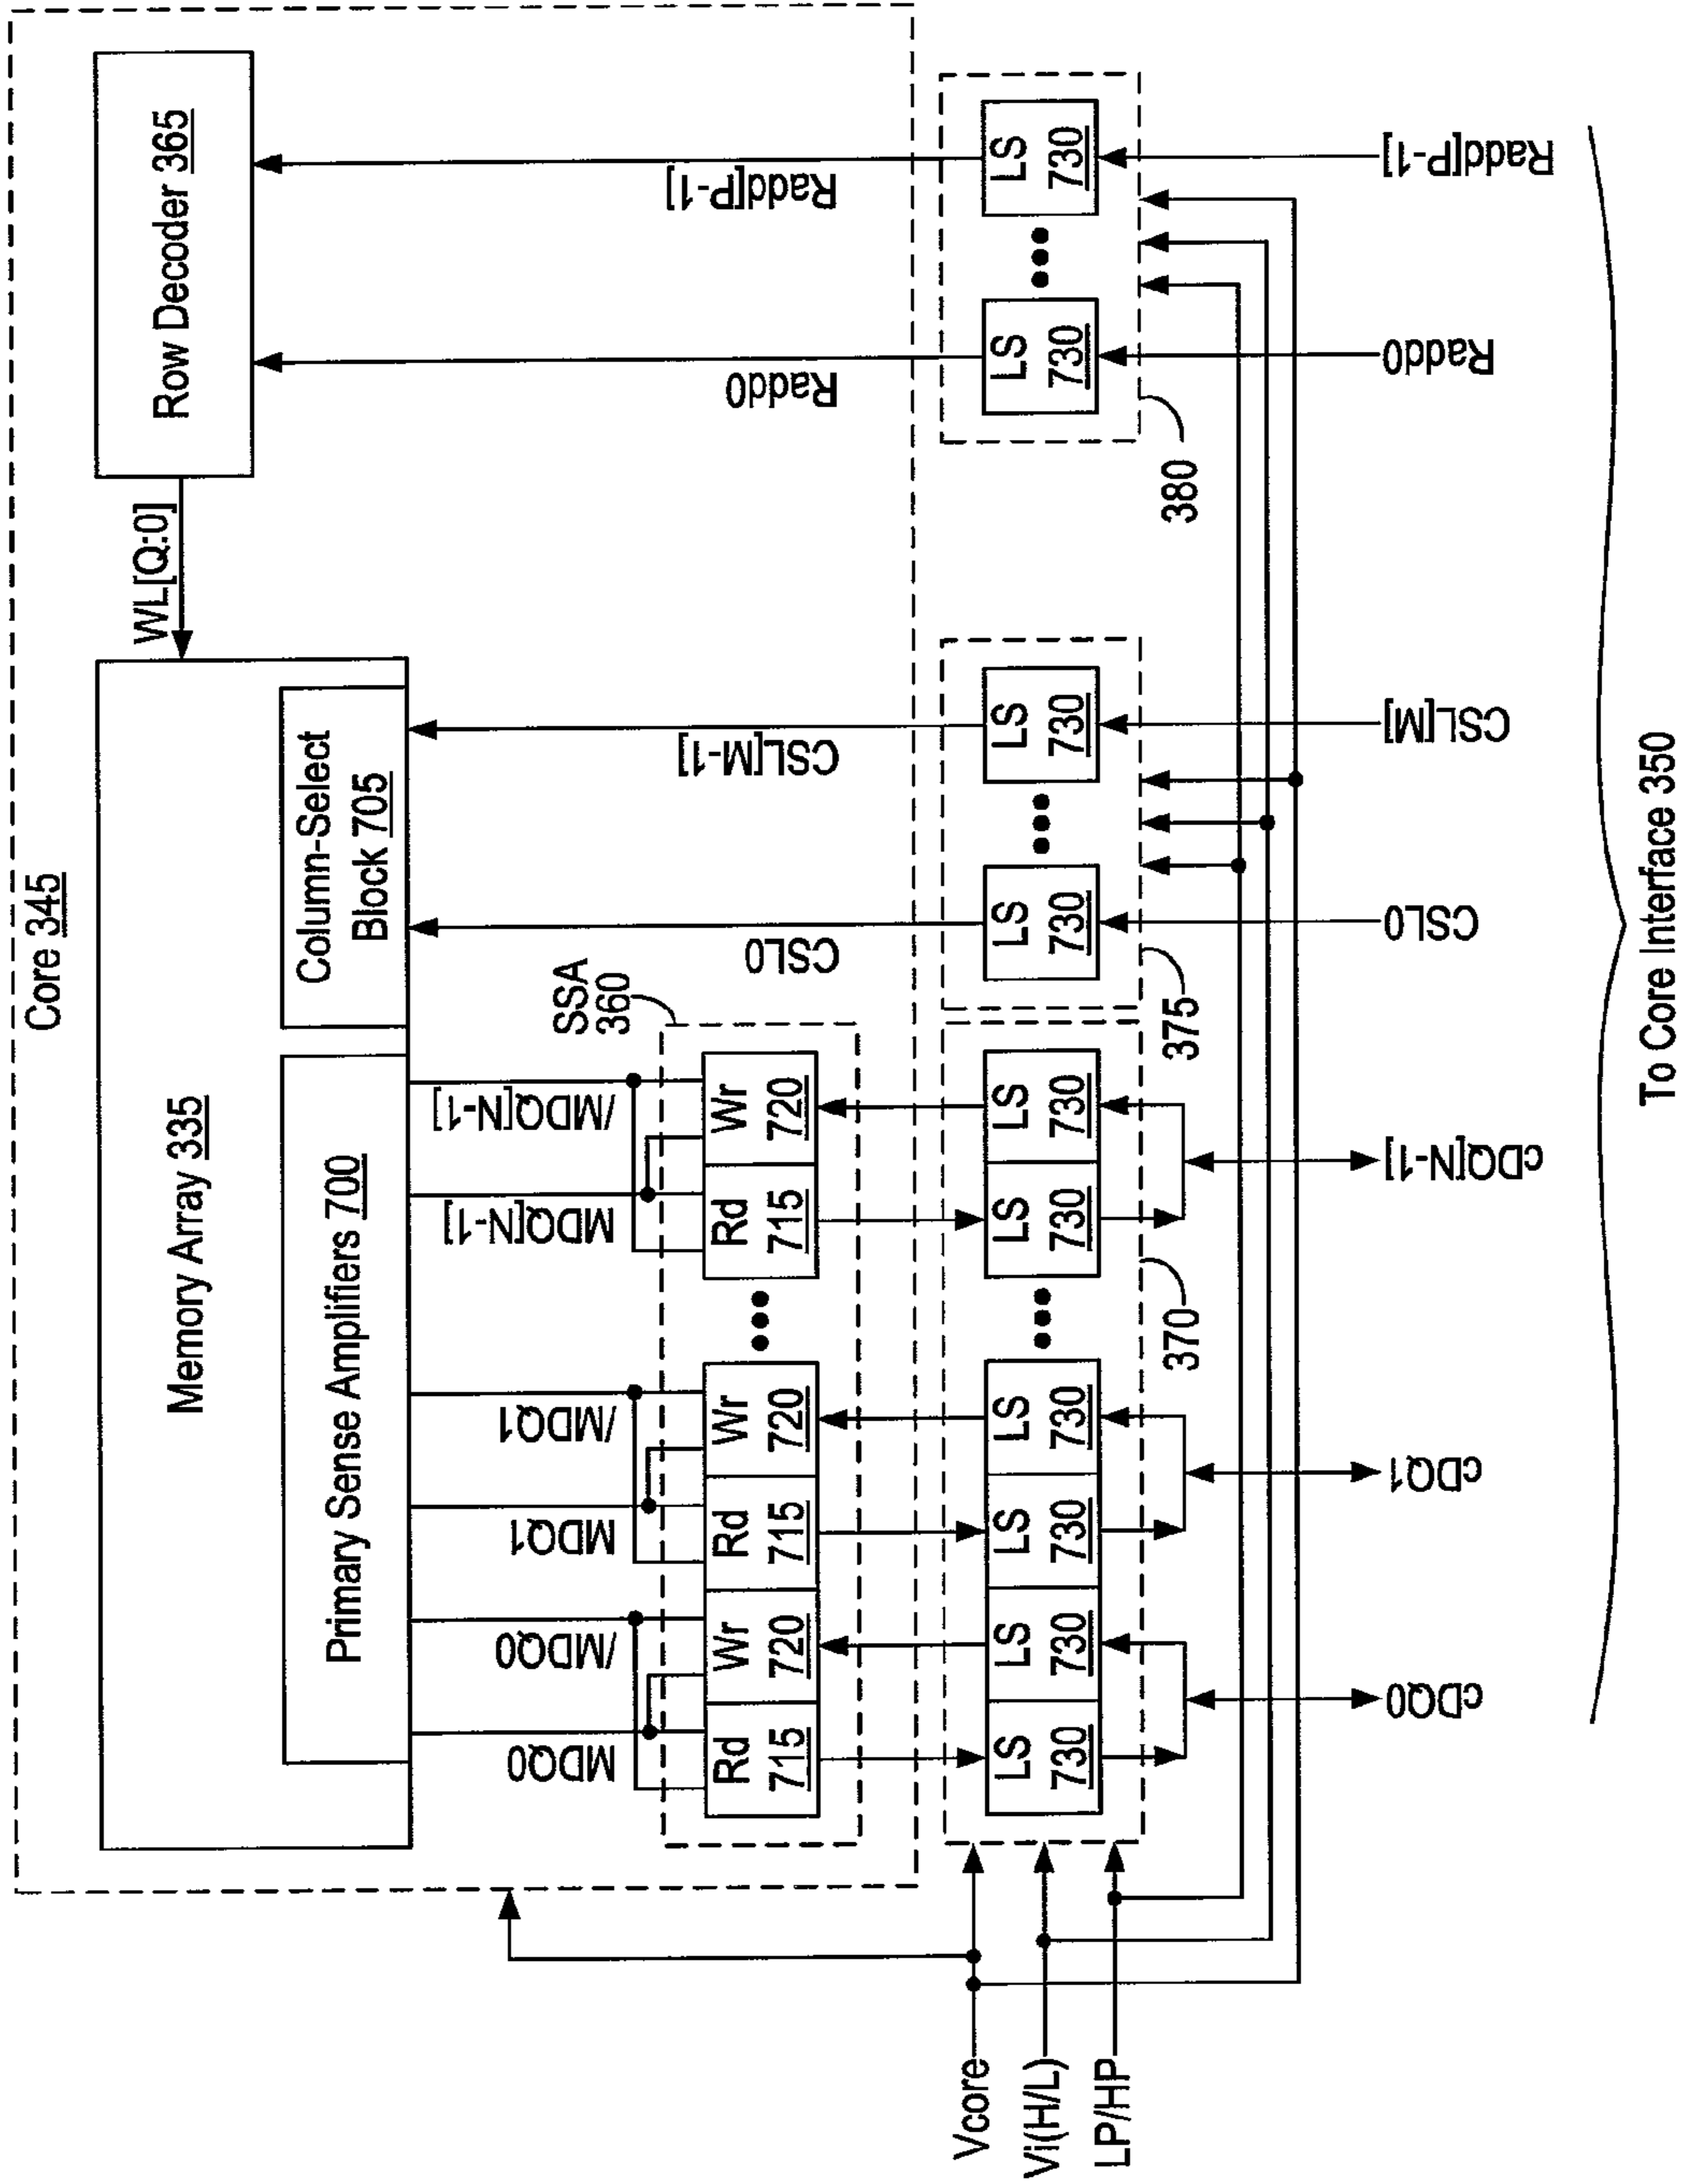 Core 345
Memory Array 335
Row Decoder 365
WL[Q:0]
Primary Sense Amplifiers 700
Column-Select
Block 705
MDQ0
/MDQ0
MDQ1
/MDQ1
MDQ[N-1]
/MDQ[N-1]
SSA
360
CSL0
CSL[M-1]
Radd0
Radd[P-1]
Rd
715
Wr
720
Rd
715
Wr
720
Rd
715
Wr
720
LS
730
LS
730
LS
730
LS
730
LS
730
LS
730
LS
730
LS
730
LS
730
LS
730
Vcore
Vi(H/L)
LP/HP
370
375
380
cDQ0
cDQ1
cDQ[N-1]
CSL0
CSL[M]
Radd0
Radd[P-1]
To Core Interface 350